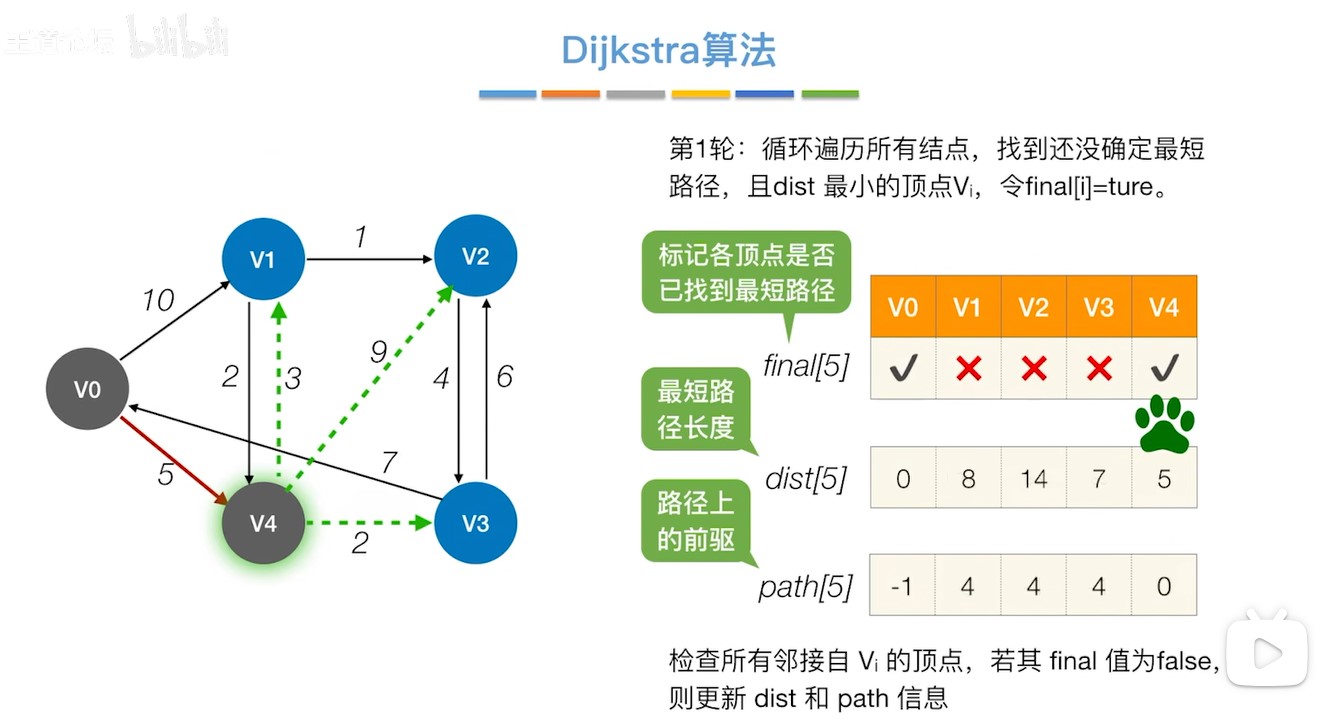 王道论坛 bilibili
Dijkstra算法
第1轮：循环遍历所有结点，找到还没确定最短
路径，且dist 最小的顶点Vᵢ，令final[i]=ture。
标记各顶点是否
已找到最短路径
V0 V1 V2 V3 V4
final[5]
最短路
径长度
dist[5] 0 8 14 7 5
路径上
的前驱
path[5] -1 4 4 4 0
检查所有邻接自 Vᵢ 的顶点，若其 final 值为false，
则更新 dist 和 path 信息
1
V1 V2
10
9
2 3 4 6
V0
7
5
V4 V3
2